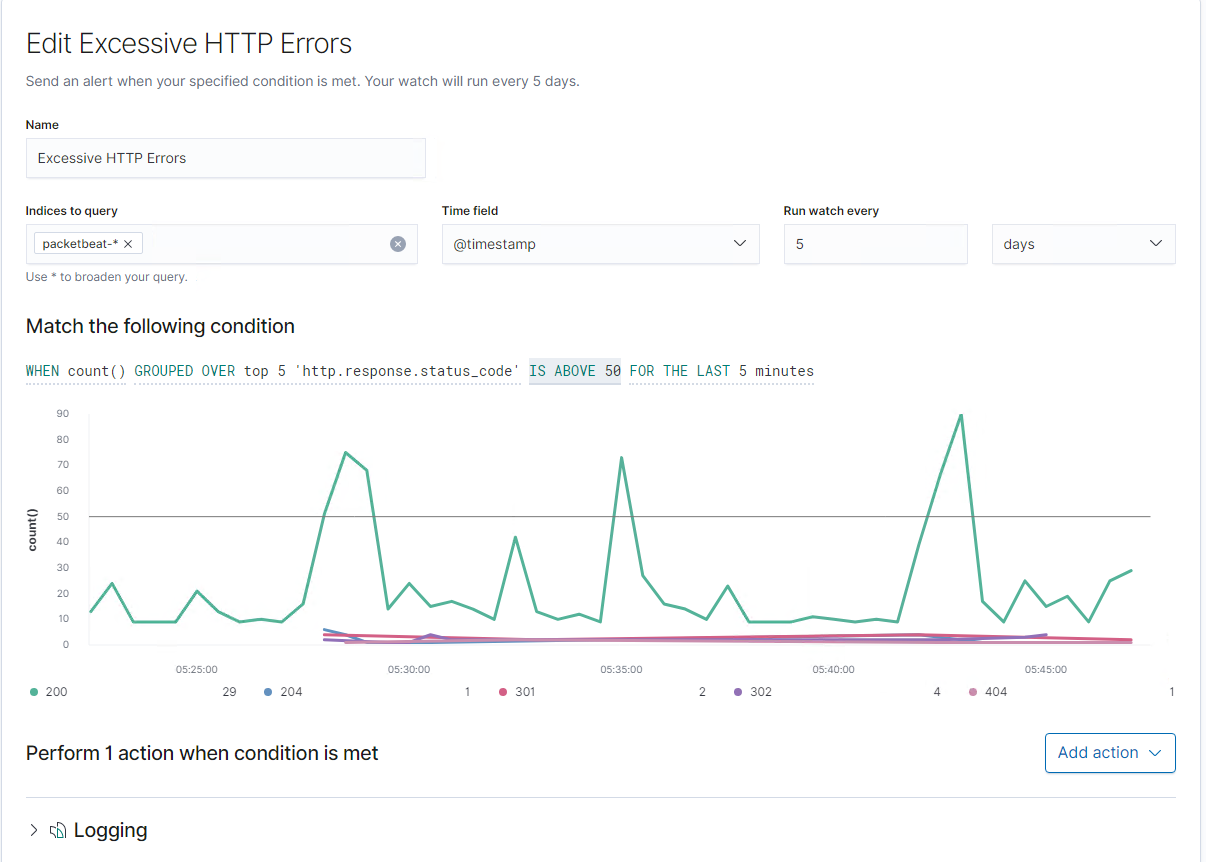 Edit Excessive HTTP Errors
Send an alert when your specified condition is met. Your watch will run every 5 days.
Name
Excessive HTTP Errors
Indices to query Time field Run watch every
packetbeat-* × @timestamp 5 days
Use * to broaden your query.
Match the following condition
WHEN count() GROUPED OVER top 5 'http.response.status_code' IS ABOVE 50 FOR THE LAST 5 minutes
90
80
70
60
50
40
30
20
10
0
count()
05:25:00 05:30:00 05:35:00 05:40:00 05:45:00
200 29 204 1 301 2 302 4 404 1
Perform 1 action when condition is met Add action
Logging